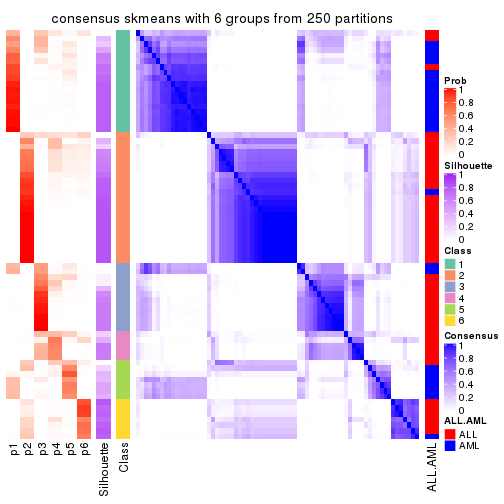 consensus skmeans with 6 groups from 250 partitions
Prob
1
0.8
0.6
0.4
0.2
0
Silhouette
1
0.8
0.6
0.4
0.2
0
Class
1
2
3
4
5
6
Consensus
1
0.8
0.6
0.4
0.2
0
ALL.AML
ALL
AML
p1
p2
p3
p4
p5
p6
Silhouette
Class
ALL.AML